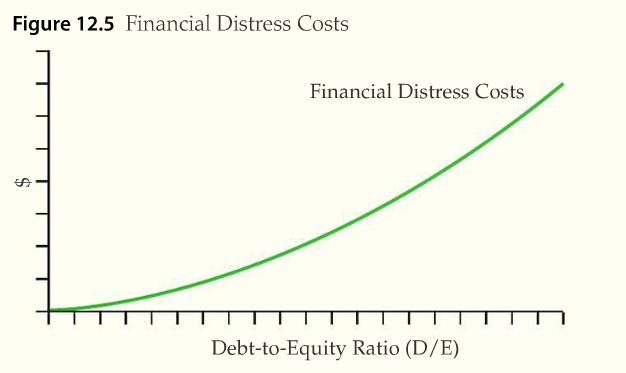 Figure 12.5 Financial Distress Costs
Financial Distress Costs
$
Debt-to-Equity Ratio (D/E)